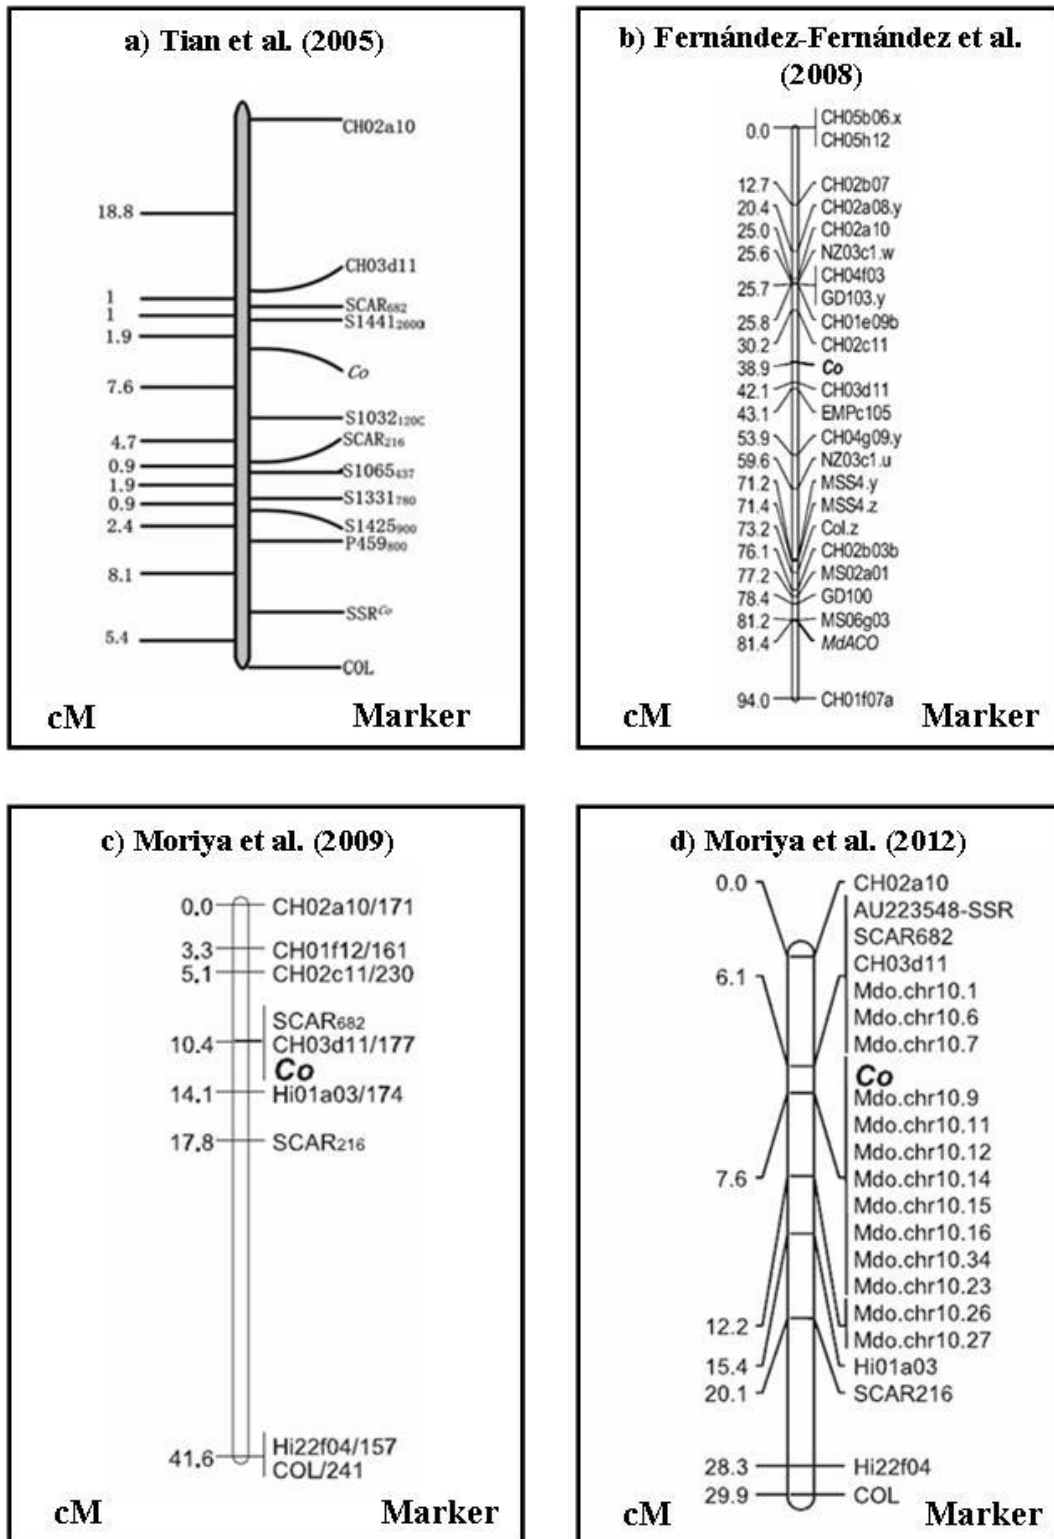 a) Tian et al. (2005)
CH02a10
18.8
CH03d11
1
SCAR682
1
S14412600
1.9
Co
7.6
S1032120C
SCAR216
4.7
0.9
S1065437
1.9
S1331780
0.9
S1425900
2.4
P459800
8.1
SSRCo
5.4
COL
cM Marker
b) Fernández-Fernández et al.
(2008)
0.0 CH05b06.x
CH05h12
12.7 CH02b07
20.4 CH02a08.y
25.0 CH02a10
25.6 NZ03c1.w
25.7 CH04f03
GD103.y
25.8 CH01e09b
30.2 CH02c11
38.9 Co
42.1 CH03d11
43.1 EMPc105
53.9 CH04g09.y
59.6 NZ03c1.u
71.2 MSS4.y
71.4 MSS4.z
73.2 Col.z
76.1 CH02b03b
77.2 MS02a01
78.4 GD100
81.2 MS06g03
81.4 MdACO
94.0 CH01f07a
cM Marker
c) Moriya et al. (2009)
0.0 CH02a10/171
3.3 CH01f12/161
5.1 CH02c11/230
SCAR682
10.4 CH03d11/177
Co
14.1 Hi01a03/174
17.8 SCAR216
41.6 Hi22f04/157
COL/241
cM Marker
d) Moriya et al. (2012)
0.0 CH02a10
AU223548-SSR
SCAR682
CH03d11
6.1
Mdo.chr10.1
Mdo.chr10.6
Mdo.chr10.7
Co
Mdo.chr10.9
Mdo.chr10.11
Mdo.chr10.12
7.6 Mdo.chr10.14
Mdo.chr10.15
Mdo.chr10.16
Mdo.chr10.34
Mdo.chr10.23
12.2 Mdo.chr10.26
Mdo.chr10.27
15.4 Hi01a03
20.1 SCAR216
28.3 Hi22f04
29.9 COL
cM Marker